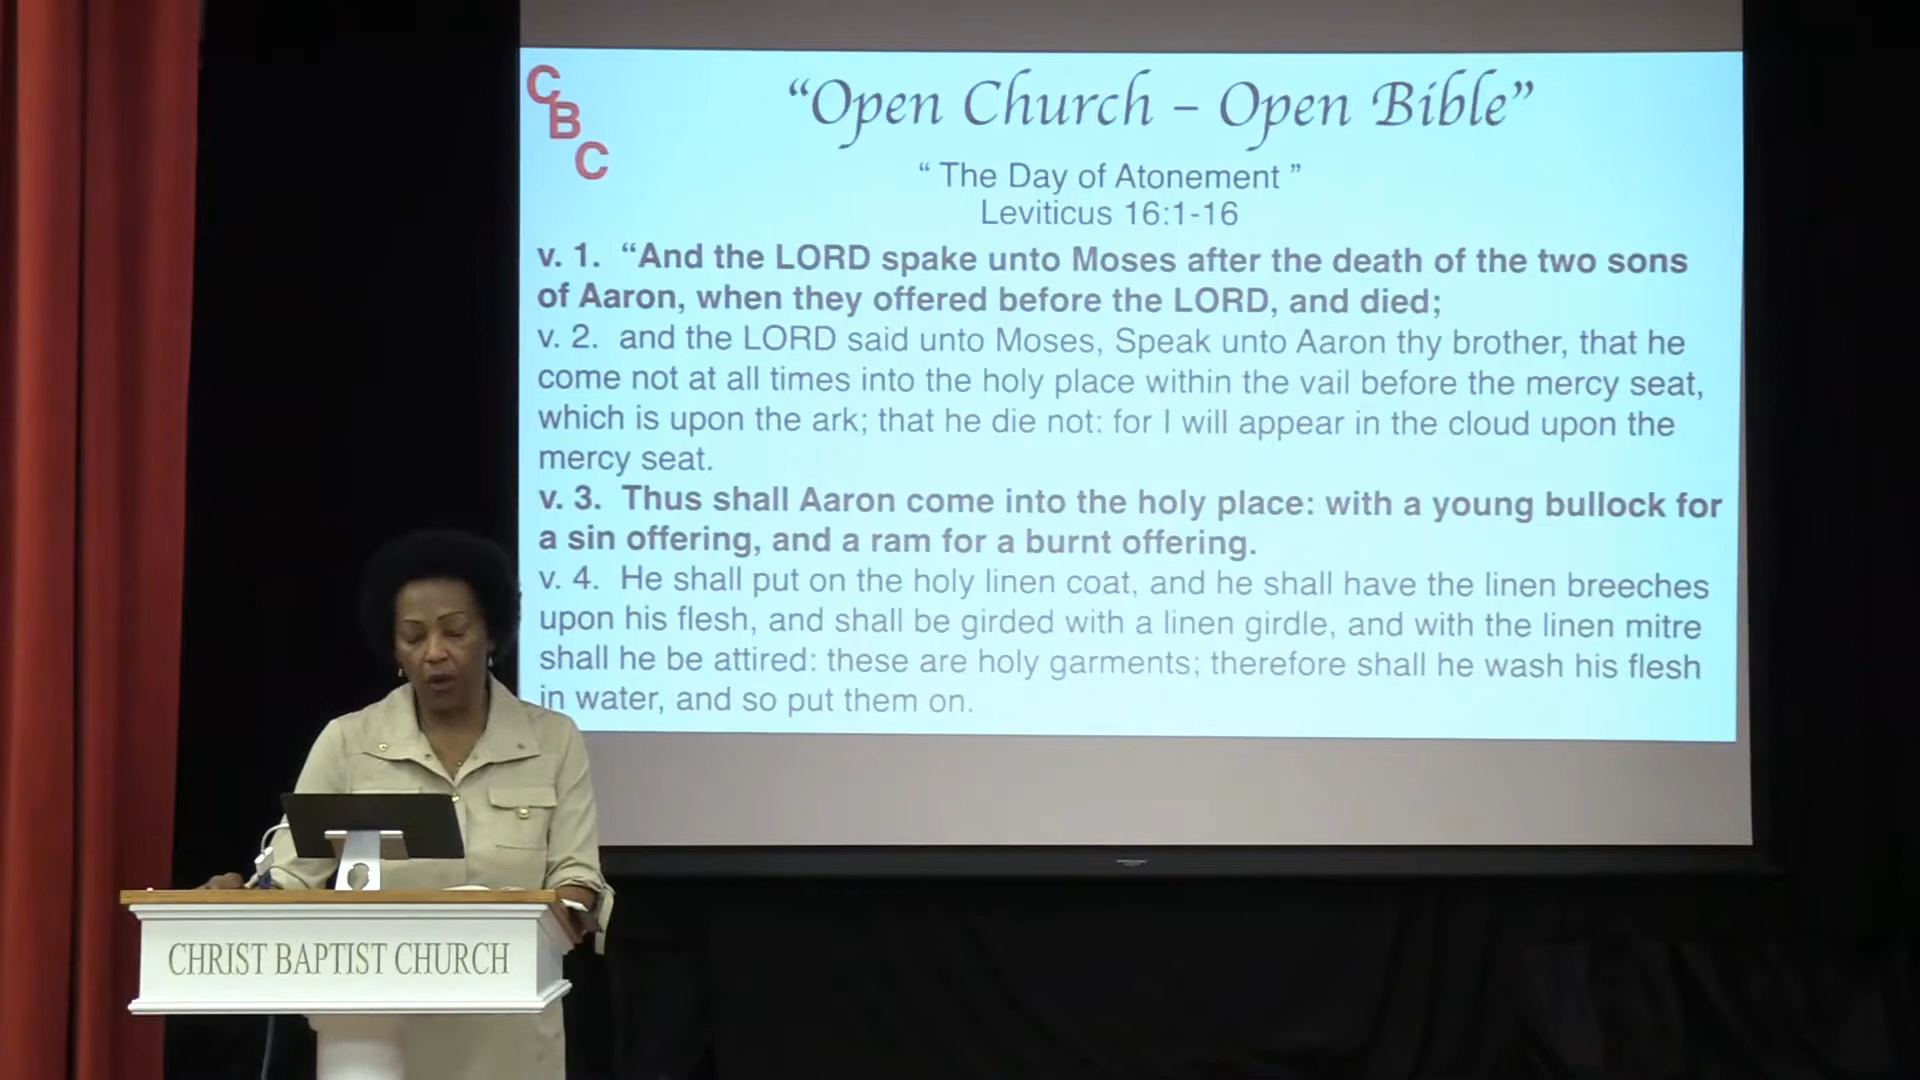 C
B
C
“Open Church – Open Bible”
“ The Day of Atonement ”
Leviticus 16:1-16
v. 1. “And the LORD spake unto Moses after the death of the two sons
of Aaron, when they offered before the LORD, and died;
v. 2. and the LORD said unto Moses, Speak unto Aaron thy brother, that he
come not at all times into the holy place within the vail before the mercy seat,
which is upon the ark; that he die not: for I will appear in the cloud upon the
mercy seat.
v. 3. Thus shall Aaron come into the holy place: with a young bullock for
a sin offering, and a ram for a burnt offering.
v. 4. He shall put on the holy linen coat, and he shall have the linen breeches
upon his flesh, and shall be girded with a linen girdle, and with the linen mitre
shall he be attired: these are holy garments; therefore shall he wash his flesh
in water, and so put them on.
CHRIST BAPTIST CHURCH